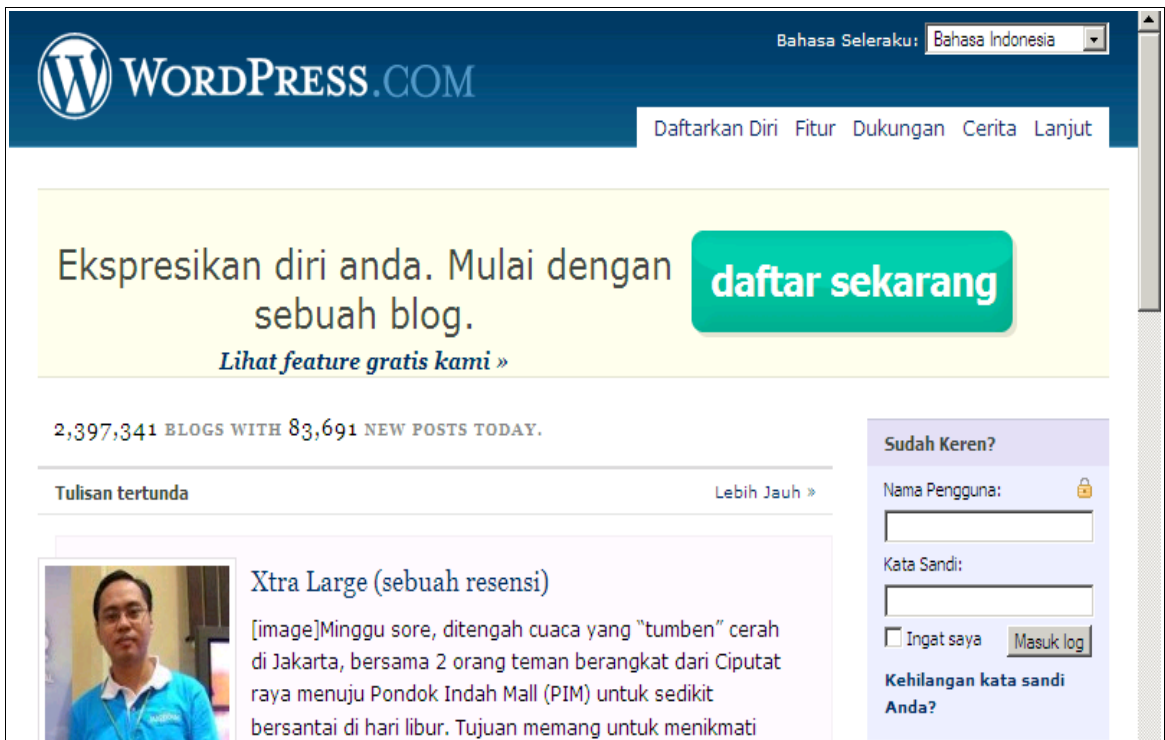 Bahasa Seleraku: Bahasa Indonesia
WORDPRESS.COM
Daftarkan Diri Fitur Dukungan Cerita Lanjut
Ekspresikan diri anda. Mulai dengan
sebuah blog.
Lihat feature gratis kami »
daftar sekarang
2,397,341 BLOGS WITH 83,691 NEW POSTS TODAY.
Tulisan tertunda
Lebih Jauh »
Xtra Large (sebuah resensi)
[image]Minggu sore, ditengah cuaca yang “tumben” cerah
di Jakarta, bersama 2 orang teman berangkat dari Ciputat
raya menuju Pondok Indah Mall (PIM) untuk sedikit
bersantai di hari libur. Tujuan memang untuk menikmati
Sudah Keren?
Nama Pengguna:
Kata Sandi:
Ingat saya
Masuk log
Kehilangan kata sandi
Anda?